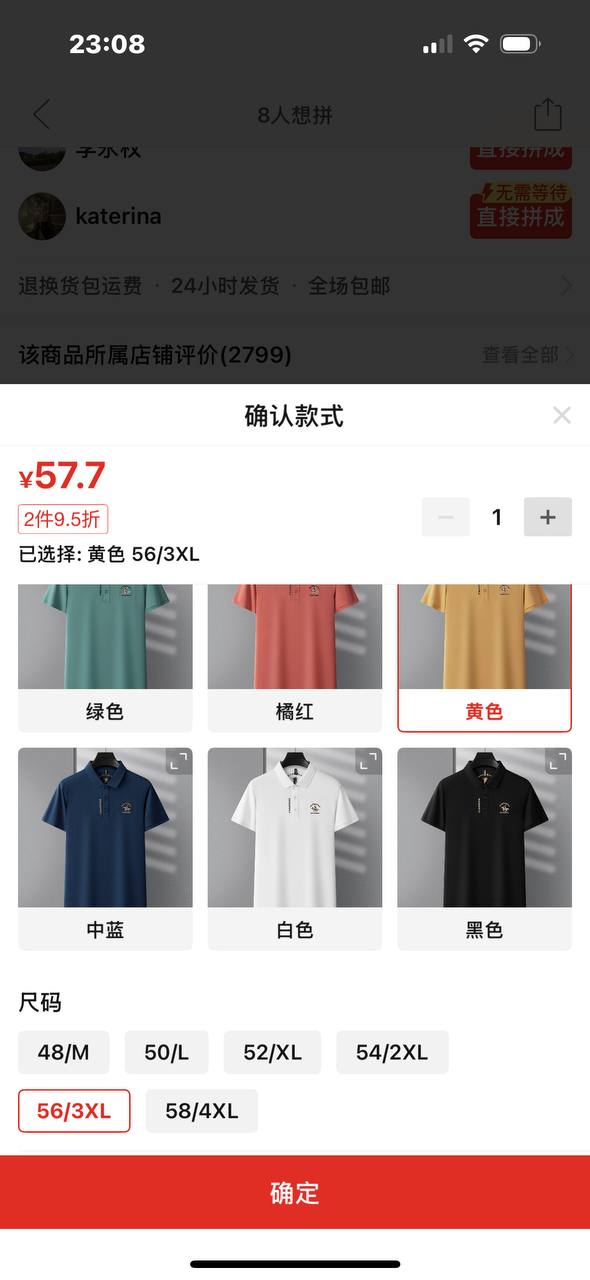 23:08
8人想拼
李永权
直接拼成
无需等待
katerina
直接拼成
退换货包运费 · 24小时发货 · 全场包邮
该商品所属店铺评价(2799)
查看全部
确认款式
¥57.7
2件9.5折
1
已选择: 黄色 56/3XL
绿色
橘红
黄色
中蓝
白色
黑色
尺码
48/M
50/L
52/XL
54/2XL
56/3XL
58/4XL
确定